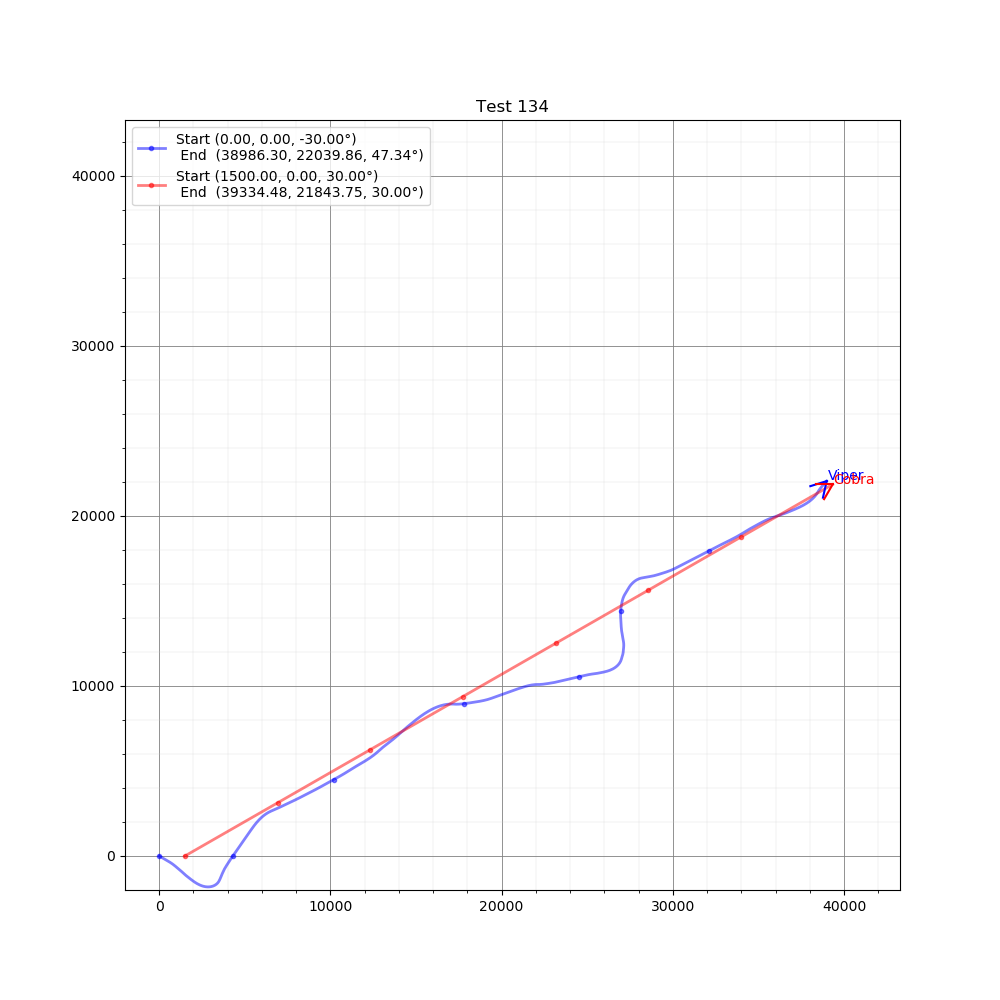 Test 134
Start (0.00, 0.00, -30.00°)
End (38986.30, 22039.86, 47.34°)
Start (1500.00, 0.00, 30.00°)
End (39334.48, 21843.75, 30.00°)
40000
30000
20000
10000
0
Viper
Cobra
0
10000
20000
30000
40000